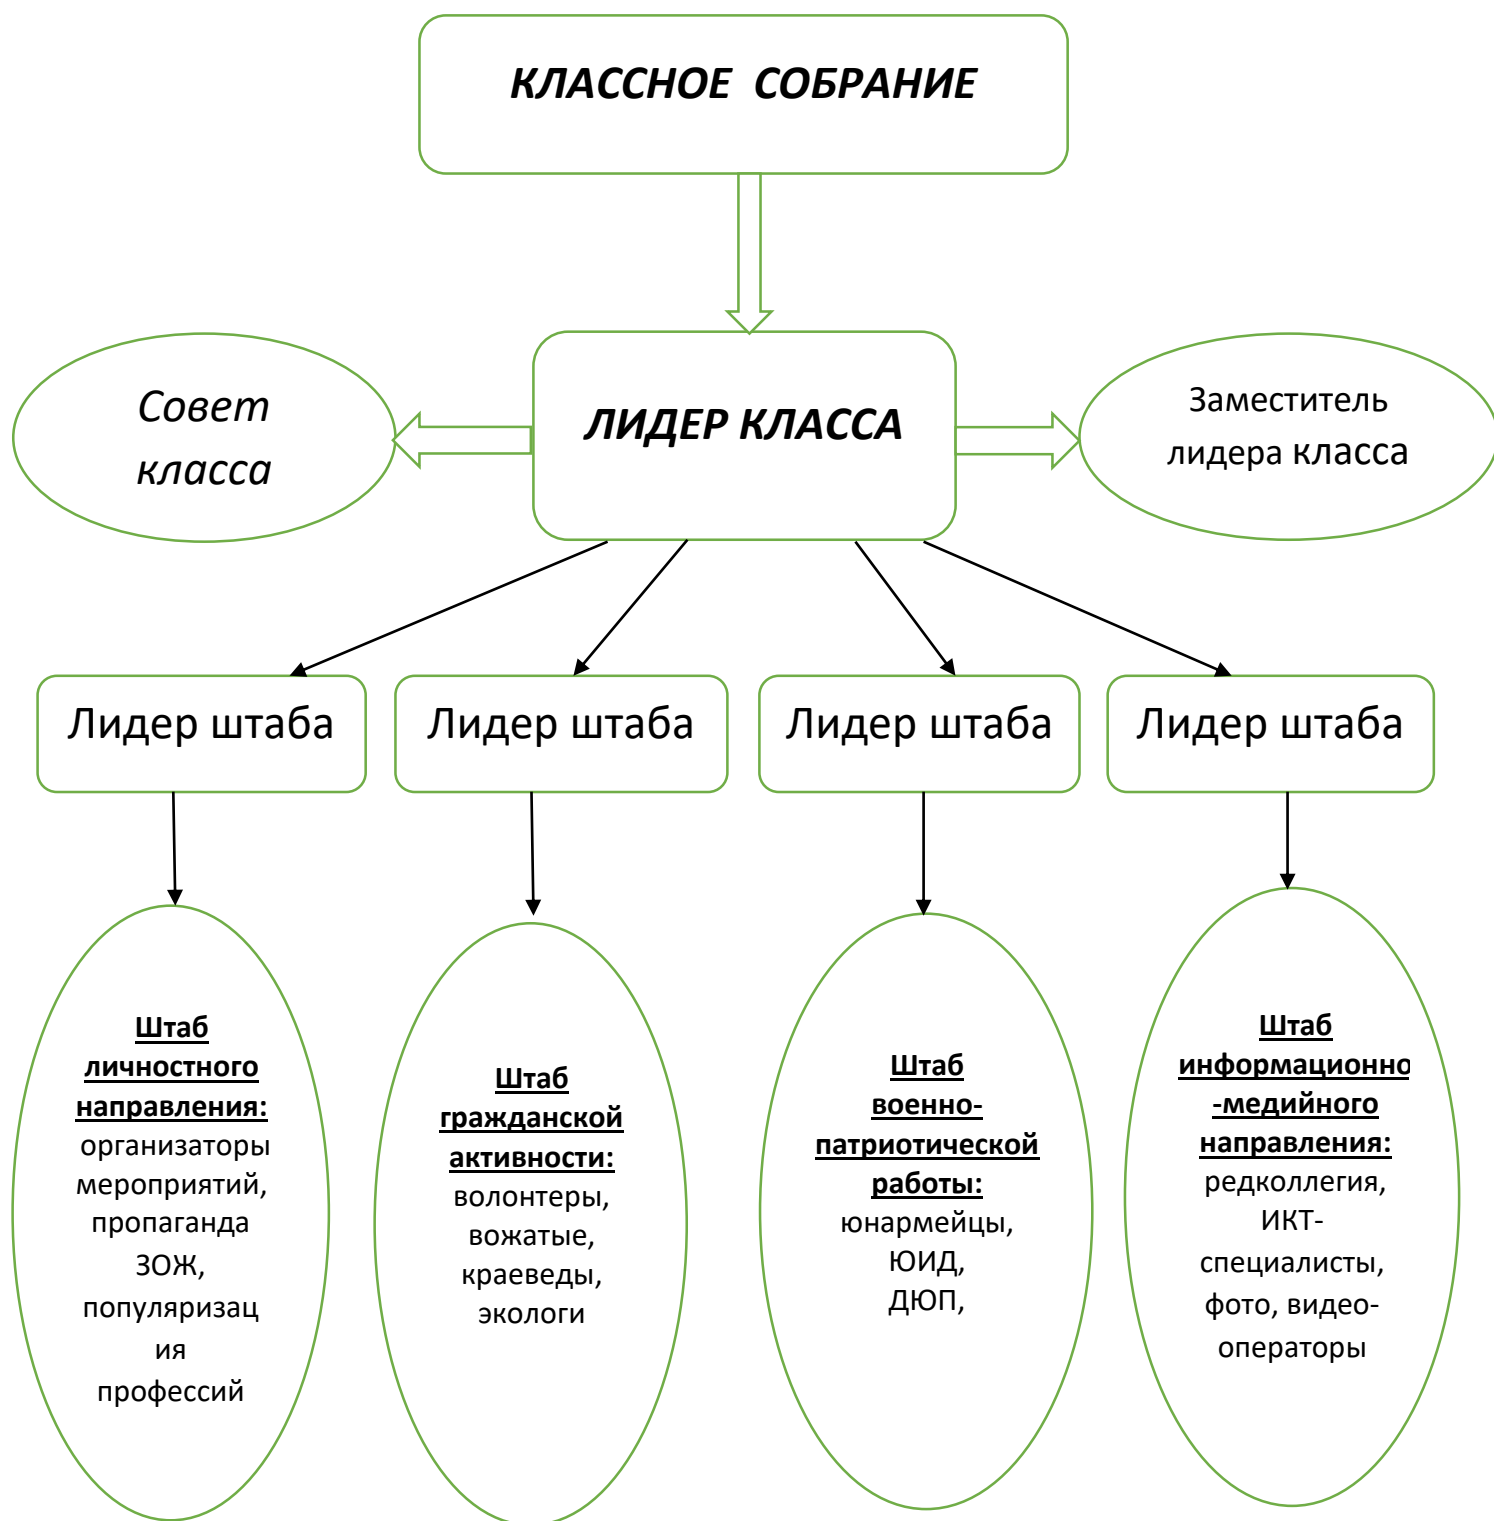 КЛАССНОЕ СОБРАНИЕ
Совет
класса
ЛИДЕР КЛАССА
Заместитель
лидера класса
Лидер штаба
Лидер штаба
Лидер штаба
Лидер штаба
Штаб
личностного
направления:
организаторы
мероприятий,
пропаганда
ЗОЖ,
популяризац
ия
профессий
Штаб
гражданской
активности:
волонтеры,
вожатые,
краеведы,
экологи
Штаб
военно-
патриотической
работы:
юнармейцы,
ЮИД,
ДЮП,
Штаб
информационно
-медийного
направления:
редколлегия,
ИКТ-
специалисты,
фото, видео-
операторы